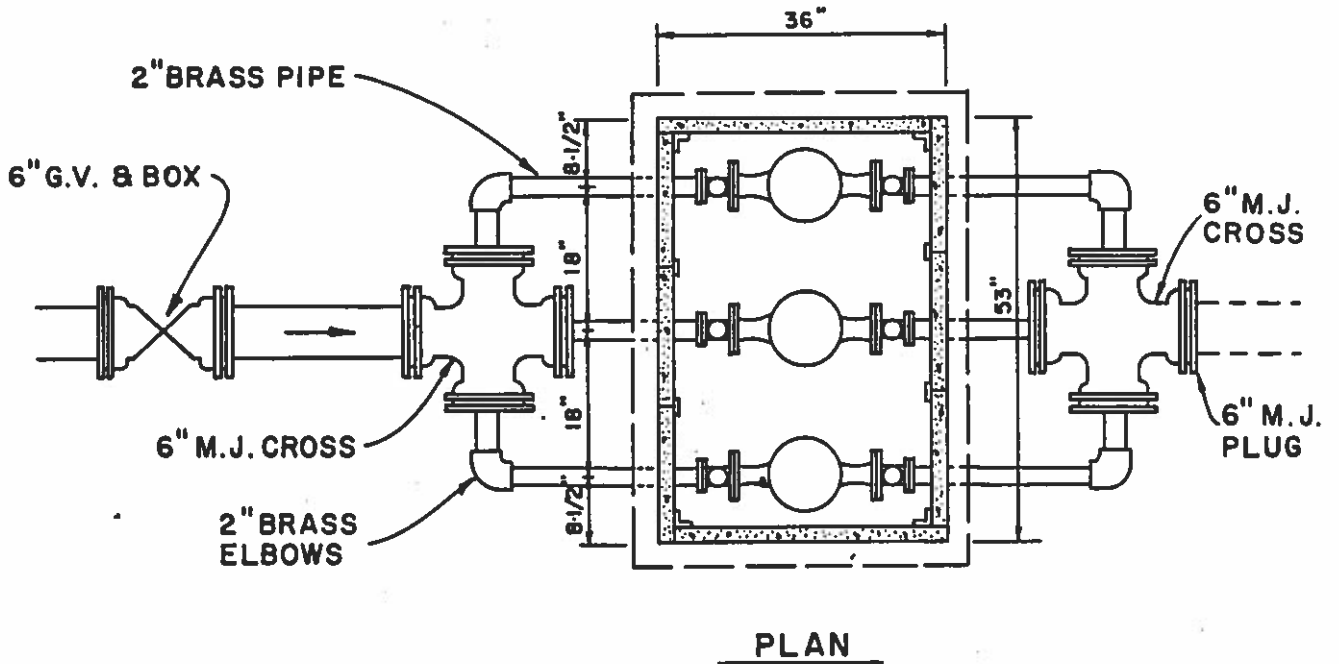 36"
2" BRASS PIPE
6" G.V. & BOX
8-1/2"
18"
18"
8-1/2"
53"
6" M.J.
CROSS
6" M.J. CROSS
6" M.J.
PLUG
2" BRASS
ELBOWS
PLAN